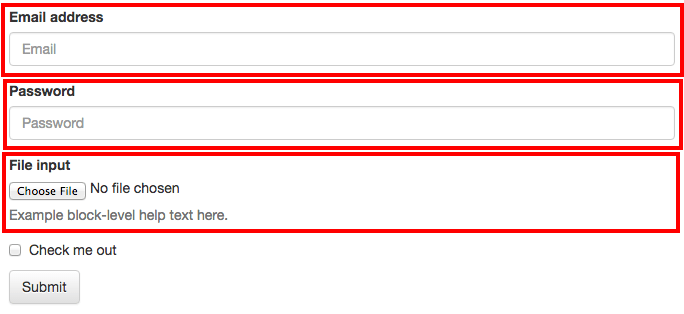 Email address
Email
Password
Password
File input
Choose File No file chosen
Example block-level help text here.
Check me out
Submit